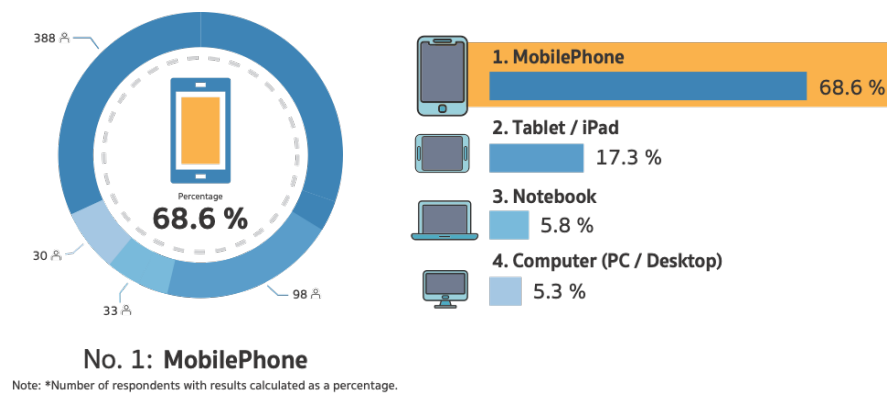 388
Percentage
68.6 %
30
33
98
No. 1: MobilePhone
Note: *Number of respondents with results calculated as a percentage.
1. MobilePhone
68.6 %
2. Tablet / iPad
17.3 %
3. Notebook
5.8 %
4. Computer (PC / Desktop)
5.3 %